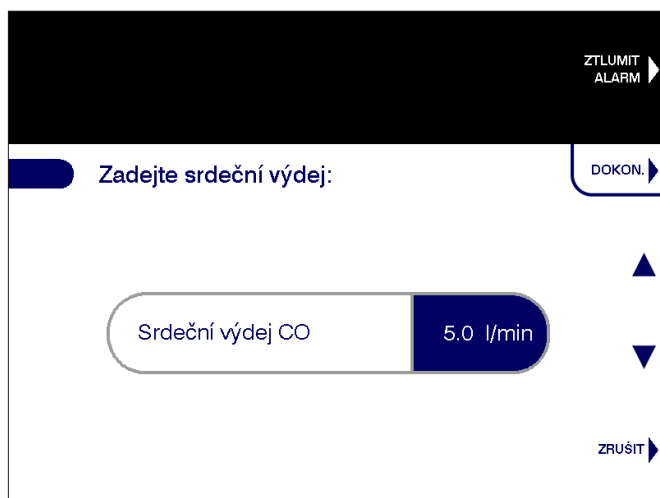 ZTLUMIT
ALARM
Zadejte srdeční výdej:
DOKON.
Srdeční výdej CO
5.0 l/min
ZRUŠIT